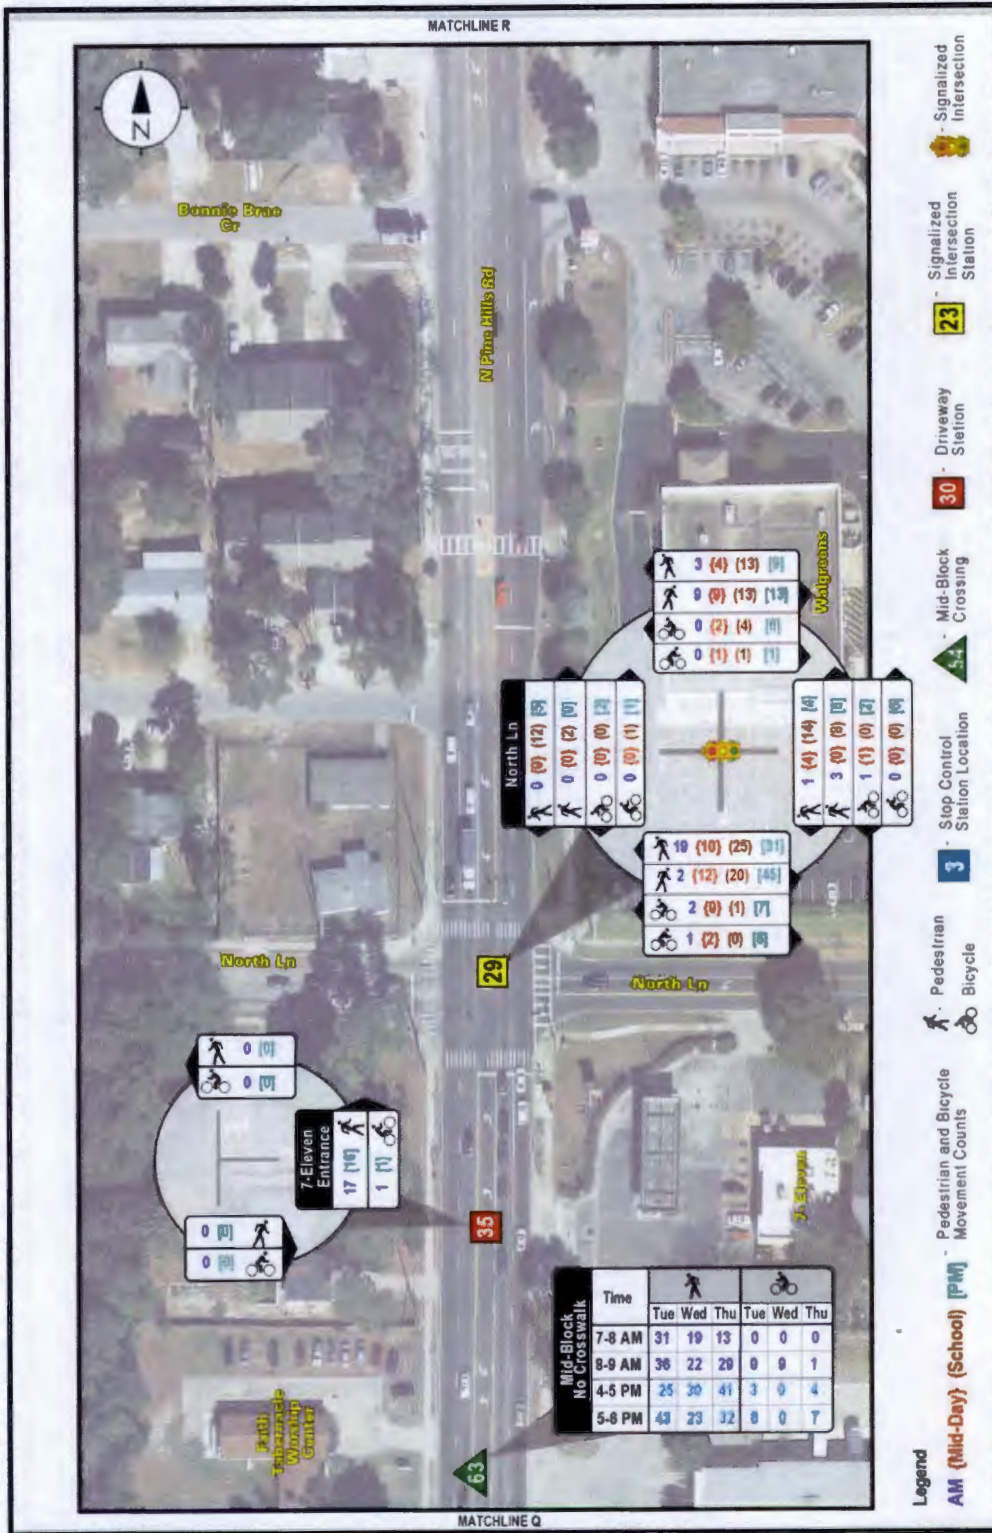 MATCHLINE R
N
Bonnie Brae
Cr
N Pine Hills Rd
Walgreens
North Ln
0 {0} (12) [5]
0 {0} (2) [0]
0 {0} (0) [2]
0 {0} (1) [1]
3 {4} (13) [9]
9 {9} (13) [13]
0 {2} (4) [6]
0 {1} (1) [1]
19 {10} (25) [31]
2 {12} (20) [45]
2 {0} (1) [7]
1 {2} (0) [8]
1 {4} (14) [4]
3 {0} (8) [8]
1 {1} (0) [2]
0 {0} (0)
North Ln
29
North Ln
0 [0]
0 [0]
7-Eleven
Entrance
17 [16]
1 [1]
0
0
35
7-Eleven
Faith
Tabernacle
Worship
Center
63
Mid-Block
No Crosswalk
Time
Tue Wed Thu Tue Wed Thu
7-8 AM 31 19 13 0 0 0
8-9 AM 36 22 29 0 9 1
4-5 PM 25 30 41 3 0 4
5-6 PM 43 23 32 8 0 7
MATCHLINE Q
Legend
AM {Mid-Day} (School) [PM] - Pedestrian and Bicycle
Movement Counts
- Pedestrian
Bicycle
3 - Stop Control
Station Location
54 - Mid-Block
Crossing
30 - Driveway
Station
23 - Signalized
Intersection
Station
- Signalized
Intersection